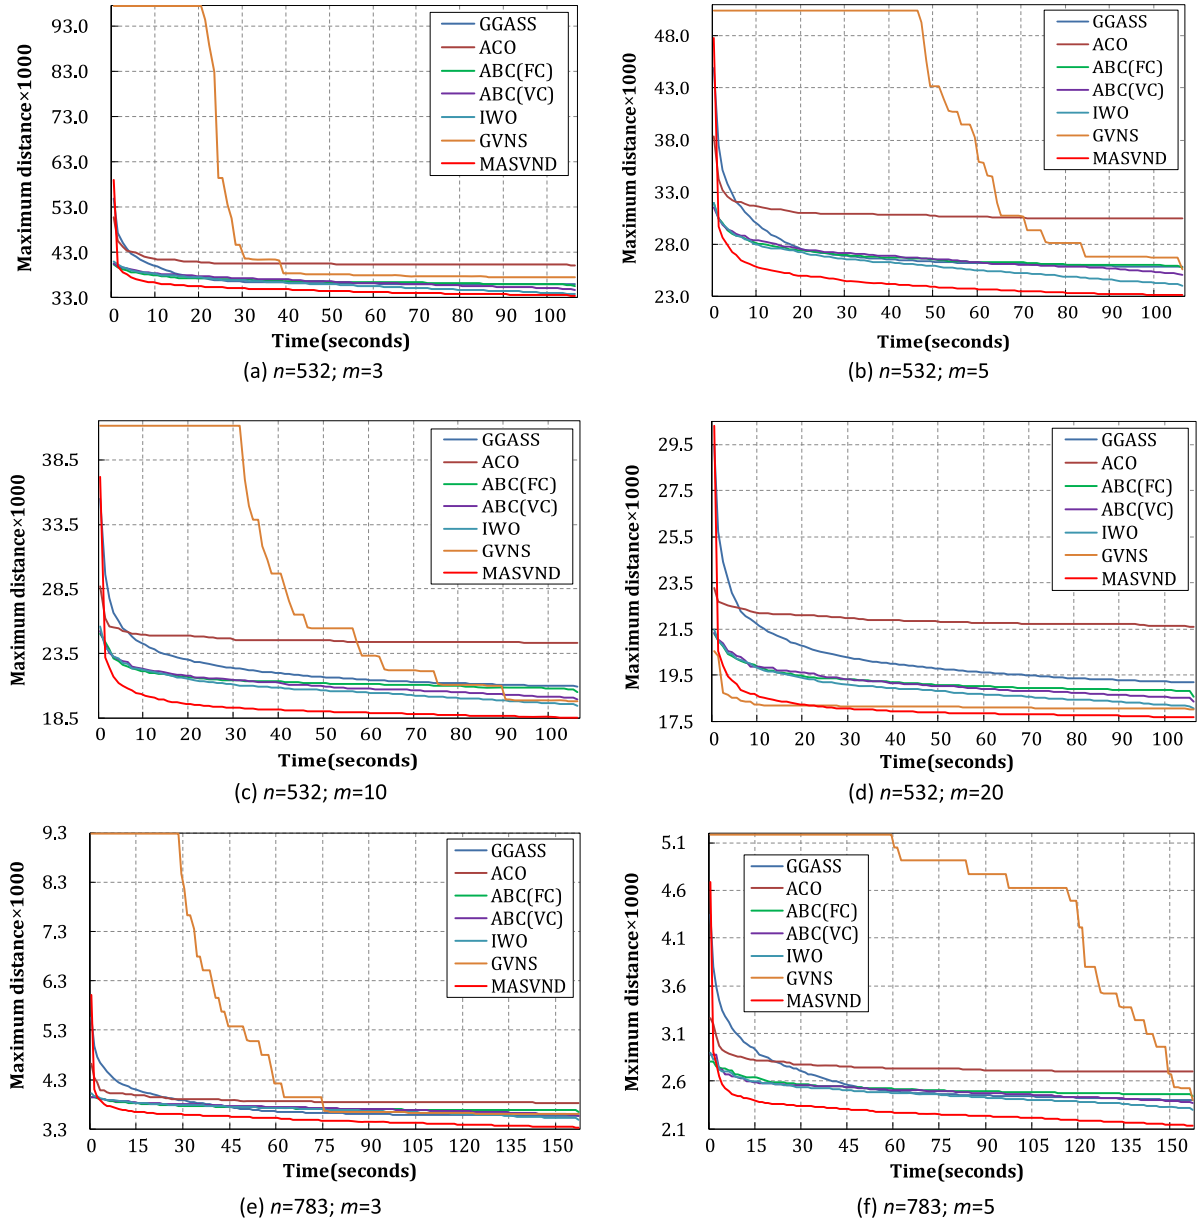 Maximum distance×1000
93.0
83.0
73.0
63.0
53.0
43.0
33.0
GGASS
ACO
ABC(FC)
ABC(VC)
IWO
GVNS
MASVND
0 10 20 30 40 50 60 70 80 90 100
Time(seconds)
(a) n=532; m=3
Maximum distance×1000
48.0
43.0
38.0
33.0
28.0
23.0
GGASS
ACO
ABC(FC)
ABC(VC)
IWO
GVNS
MASVND
0 10 20 30 40 50 60 70 80 90 100
Time(seconds)
(b) n=532; m=5
Maximum distance×1000
38.5
33.5
28.5
23.5
18.5
GGASS
ACO
ABC(FC)
ABC(VC)
IWO
GVNS
MASVND
0 10 20 30 40 50 60 70 80 90 100
Time(seconds)
(c) n=532; m=10
Maximum distance×1000
29.5
27.5
25.5
23.5
21.5
19.5
17.5
GGASS
ACO
ABC(FC)
ABC(VC)
IWO
GVNS
MASVND
0 10 20 30 40 50 60 70 80 90 100
Time(seconds)
(d) n=532; m=20
Maximum distance×1000
9.3
8.3
7.3
6.3
5.3
4.3
3.3
GGASS
ACO
ABC(FC)
ABC(VC)
IWO
GVNS
MASVND
0 15 30 45 60 75 90 105 120 135 150
Time(seconds)
(e) n=783; m=3
Mximum distance×1000
5.1
4.6
4.1
3.6
3.1
2.6
2.1
GGASS
ACO
ABC(FC)
ABC(VC)
IWO
GVNS
MASVND
0 15 30 45 60 75 90 105 120 135 150
Time(seconds)
(f) n=783; m=5